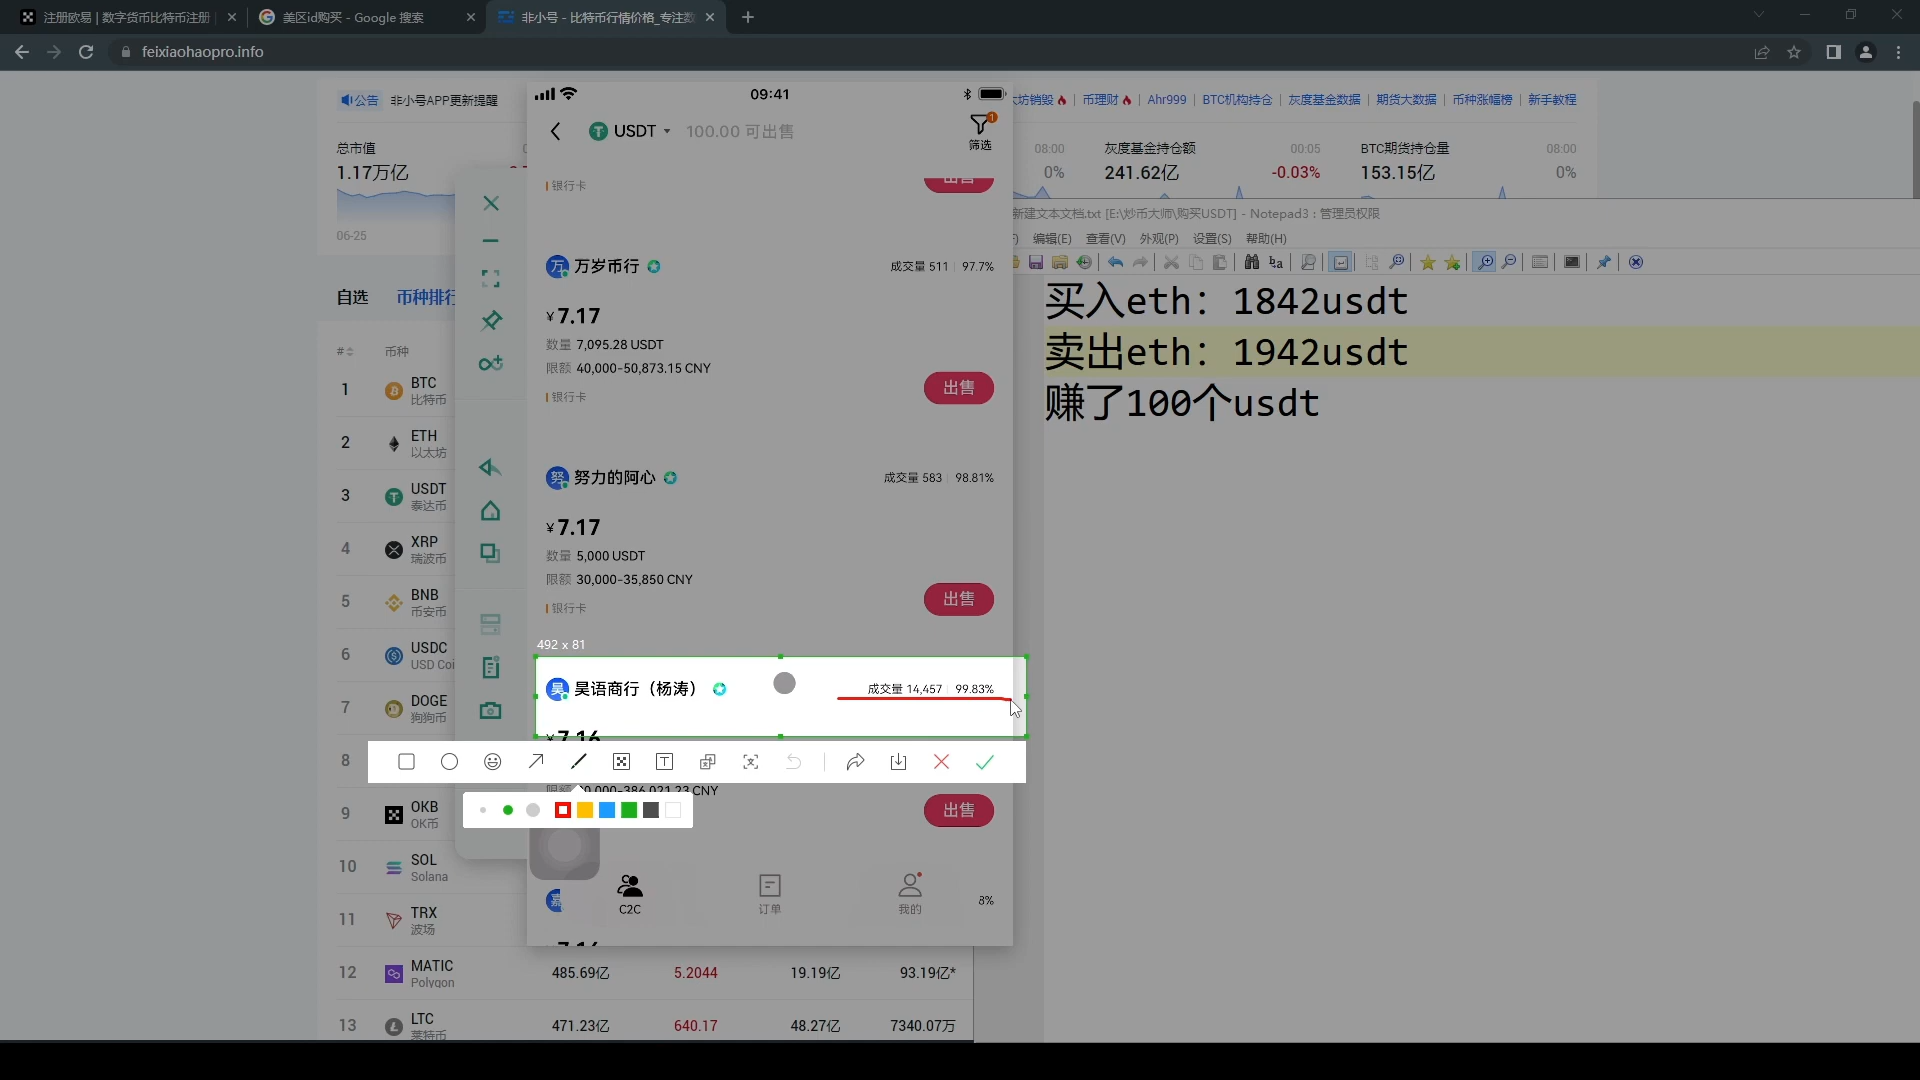 注册欧易 | 数字货币比特币注册
美区id购买 - Google 搜索
非小号 - 比特币行情价格_专注数
feixiaohaopro.info
公告 非小号APP更新提醒
坊销毁 | 币理财 | Ahr999 | BTC机构持仓 | 灰度基金数据 | 期货大数据 | 币种涨幅榜 | 新手教程
总市值
1.17万亿
06-25
08:00
0%
灰度基金持仓额 00:05
241.62亿 -0.03%
BTC期货持仓量 08:00
153.15亿 0%
自选 币种排行
# 币种
1 BTC
比特币
2 ETH
以太坊
3 USDT
泰达币
4 XRP
瑞波币
5 BNB
币安币
6 USDC
USD Coi
7 DOGE
狗狗币
8
9 OKB
OK币
10 SOL
Solana
11 TRX
波场
12 MATIC 485.69亿 5.2044 19.19亿 93.19亿*
Polygon
13 LTC 471.23亿 640.17 48.27亿 7340.07万
莱特币
09:41
USDT 100.00 可出售
1
筛选
银行卡
出售
万 万岁币行 成交量 511 | 97.7%
¥7.17
数量 7,095.28 USDT
限额 40,000-50,873.15 CNY
银行卡
出售
努 努力的阿心 成交量 583 | 98.81%
¥7.17
数量 5,000 USDT
限额 30,000-35,850 CNY
银行卡
出售
492 x 81
昊 昊语商行（杨涛） 成交量 14,457 | 99.83%
¥7.16
限额 00,000-386,021.23 CNY
出售
嘉 8%
C2C 订单 我的
7.16
新建文本文档.txt [E:\炒币大师\购买USDT] - Notepad3 : 管理员权限
编辑(E) 查看(V) 外观(P) 设置(S) 帮助(H)
买入eth：1842usdt
卖出eth：1942usdt
赚了100个usdt